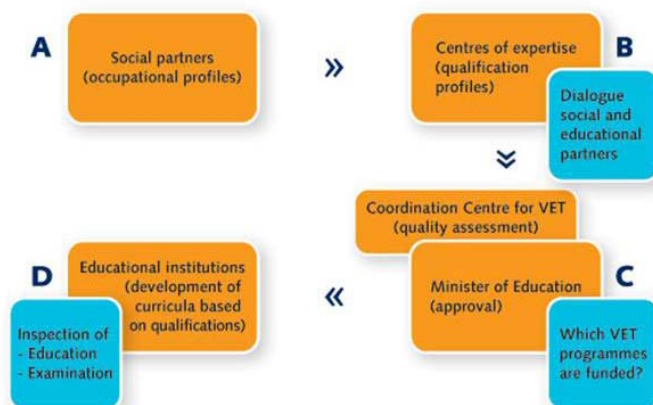 A
Social partners
(occupational profiles)
»
Centres of expertise
(qualification
profiles)
B
Dialogue
social and
educational
partners
Coordination Centre for VET
(quality assessment)
Minister of Education
(approval)
C
Which VET
programmes
are funded?
«
D
Educational institutions
(development of
curricula based
on qualifications)
Inspection of
- Education
- Examination